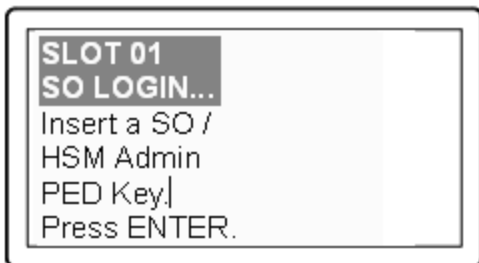 SLOT 01
SO LOGIN...
Insert a SO /
HSM Admin
PED Key.
Press ENTER.